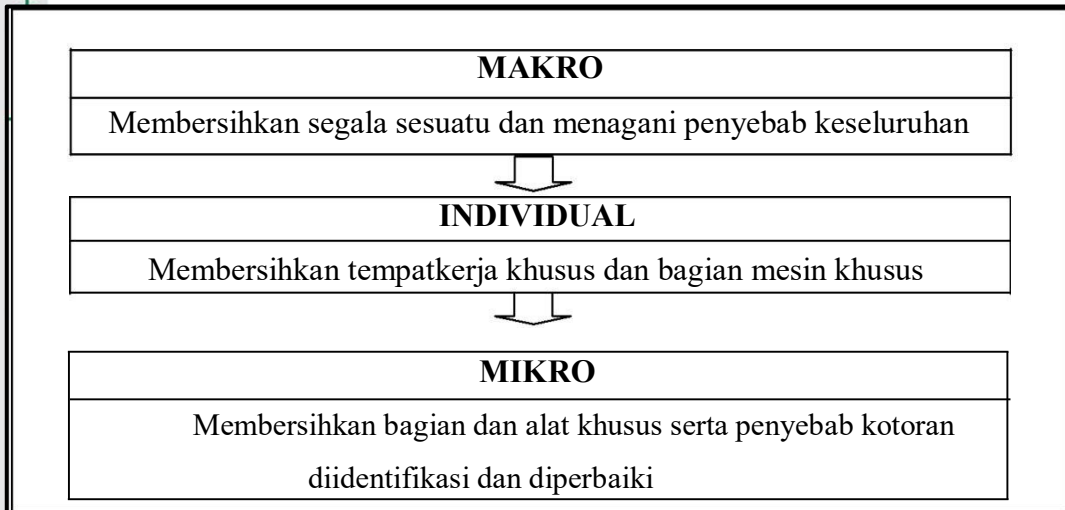 MAKRO
Membersihkan segala sesuatu dan menagani penyebab keseluruhan
INDIVIDUAL
Membersihkan tempatkerja khusus dan bagian mesin khusus
MIKRO
Membersihkan bagian dan alat khusus serta penyebab kotoran
diidentifikasi dan diperbaiki